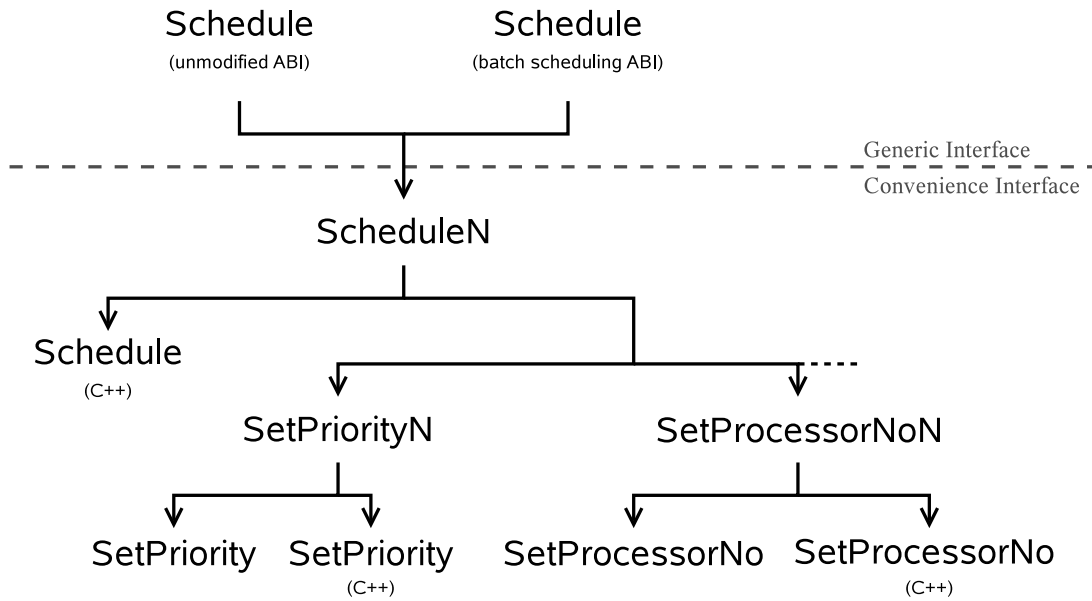 Schedule
(unmodified ABI)
Schedule
(batch scheduling ABI)
Generic Interface
Convenience Interface
ScheduleN
Schedule
(C++)
SetPriorityN
SetProcessorNoN
SetPriority
SetPriority
(C++)
SetProcessorNo
SetProcessorNo
(C++)